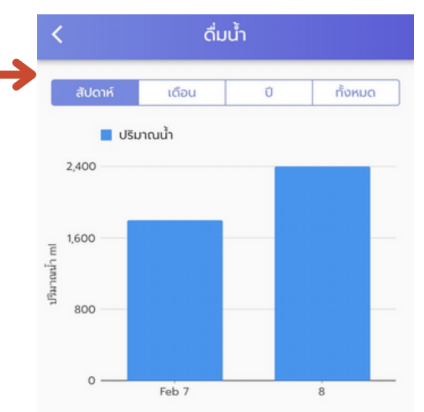 ดื่มน้ำ
สัปดาห์ เดือน ปี ทั้งหมด
ปริมาณน้ำ
2,400
1,600
800
0
ปริมาณน้ำ ml
Feb 7 8